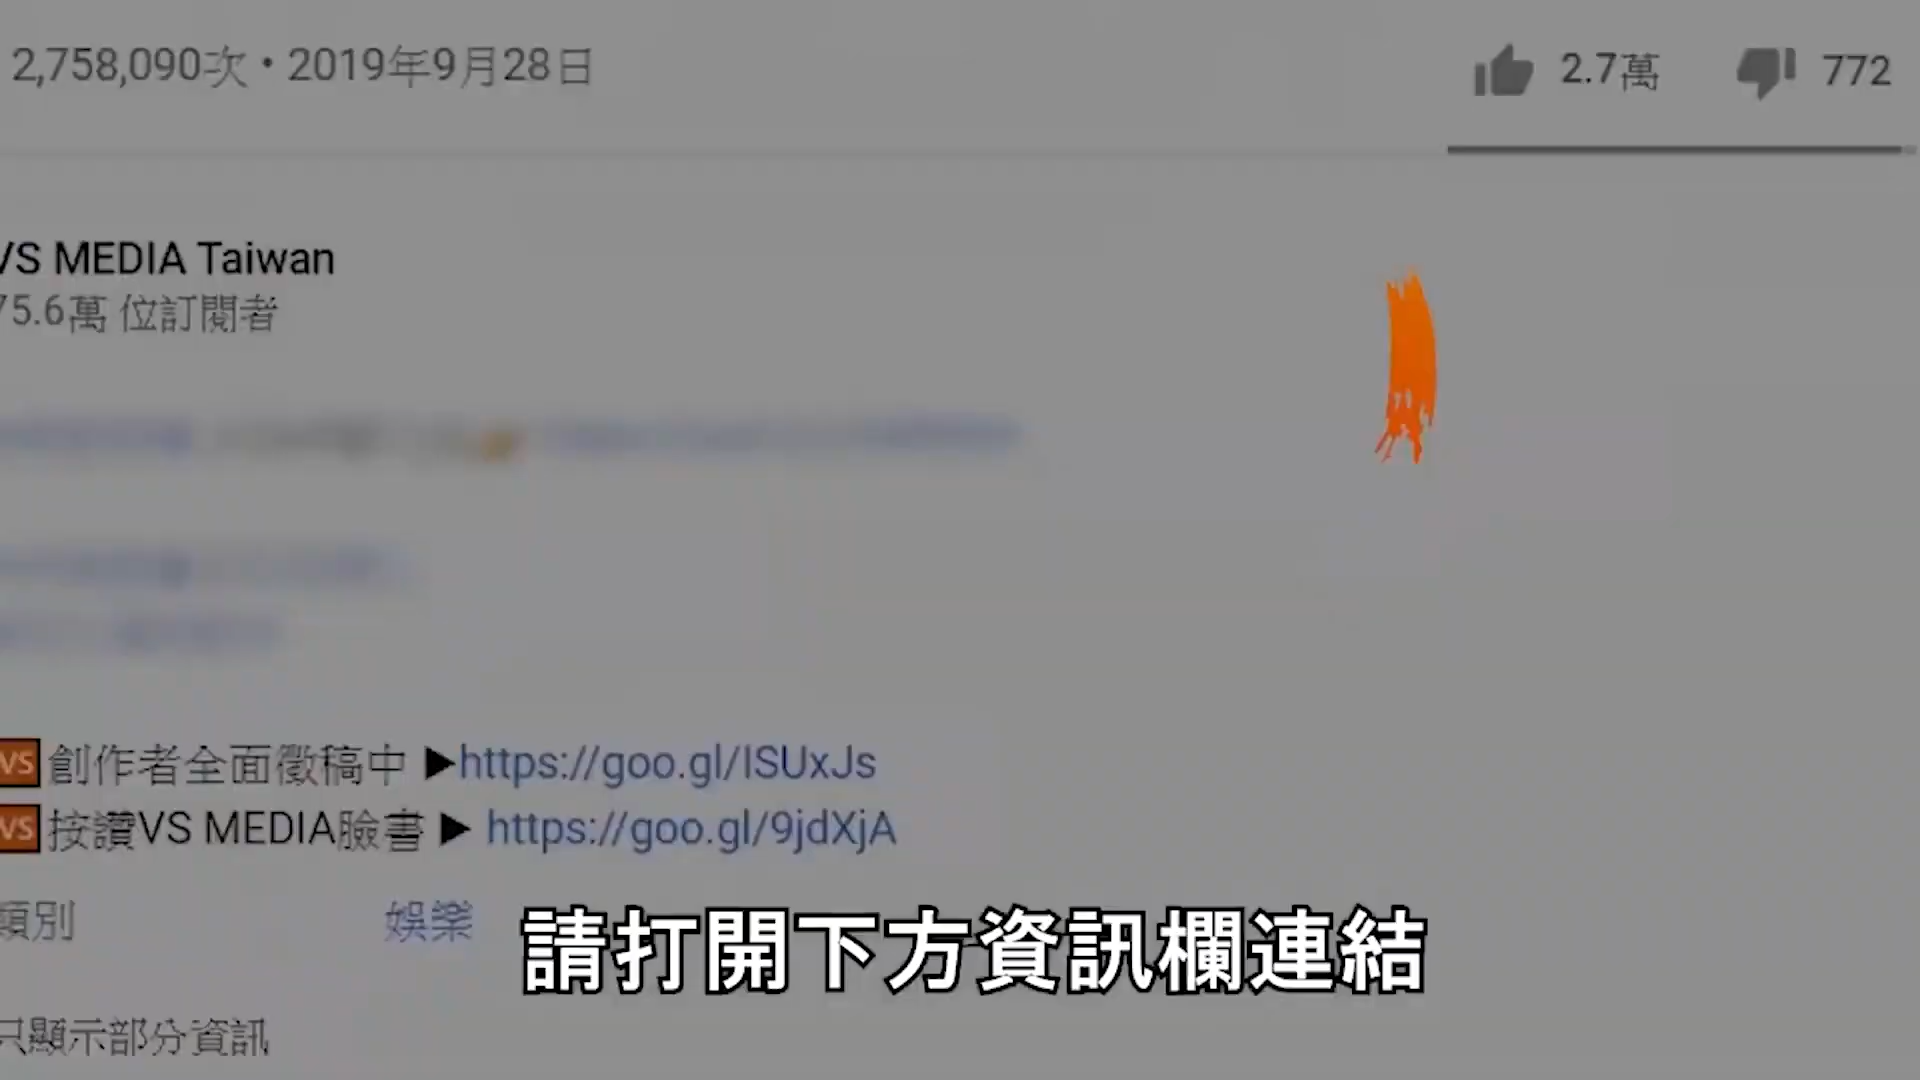 2,758,090次•2019年9月28日
2.7萬
772
VS MEDIA Taiwan
75.6萬 位訂閱者
VS 創作者全面徵稿中 ▶https://goo.gl/lSUxJs
VS 按讚VS MEDIA臉書 ▶ https://goo.gl/9jdXjA
類別 娛樂
請打開下方資訊欄連結
只顯示部分資訊